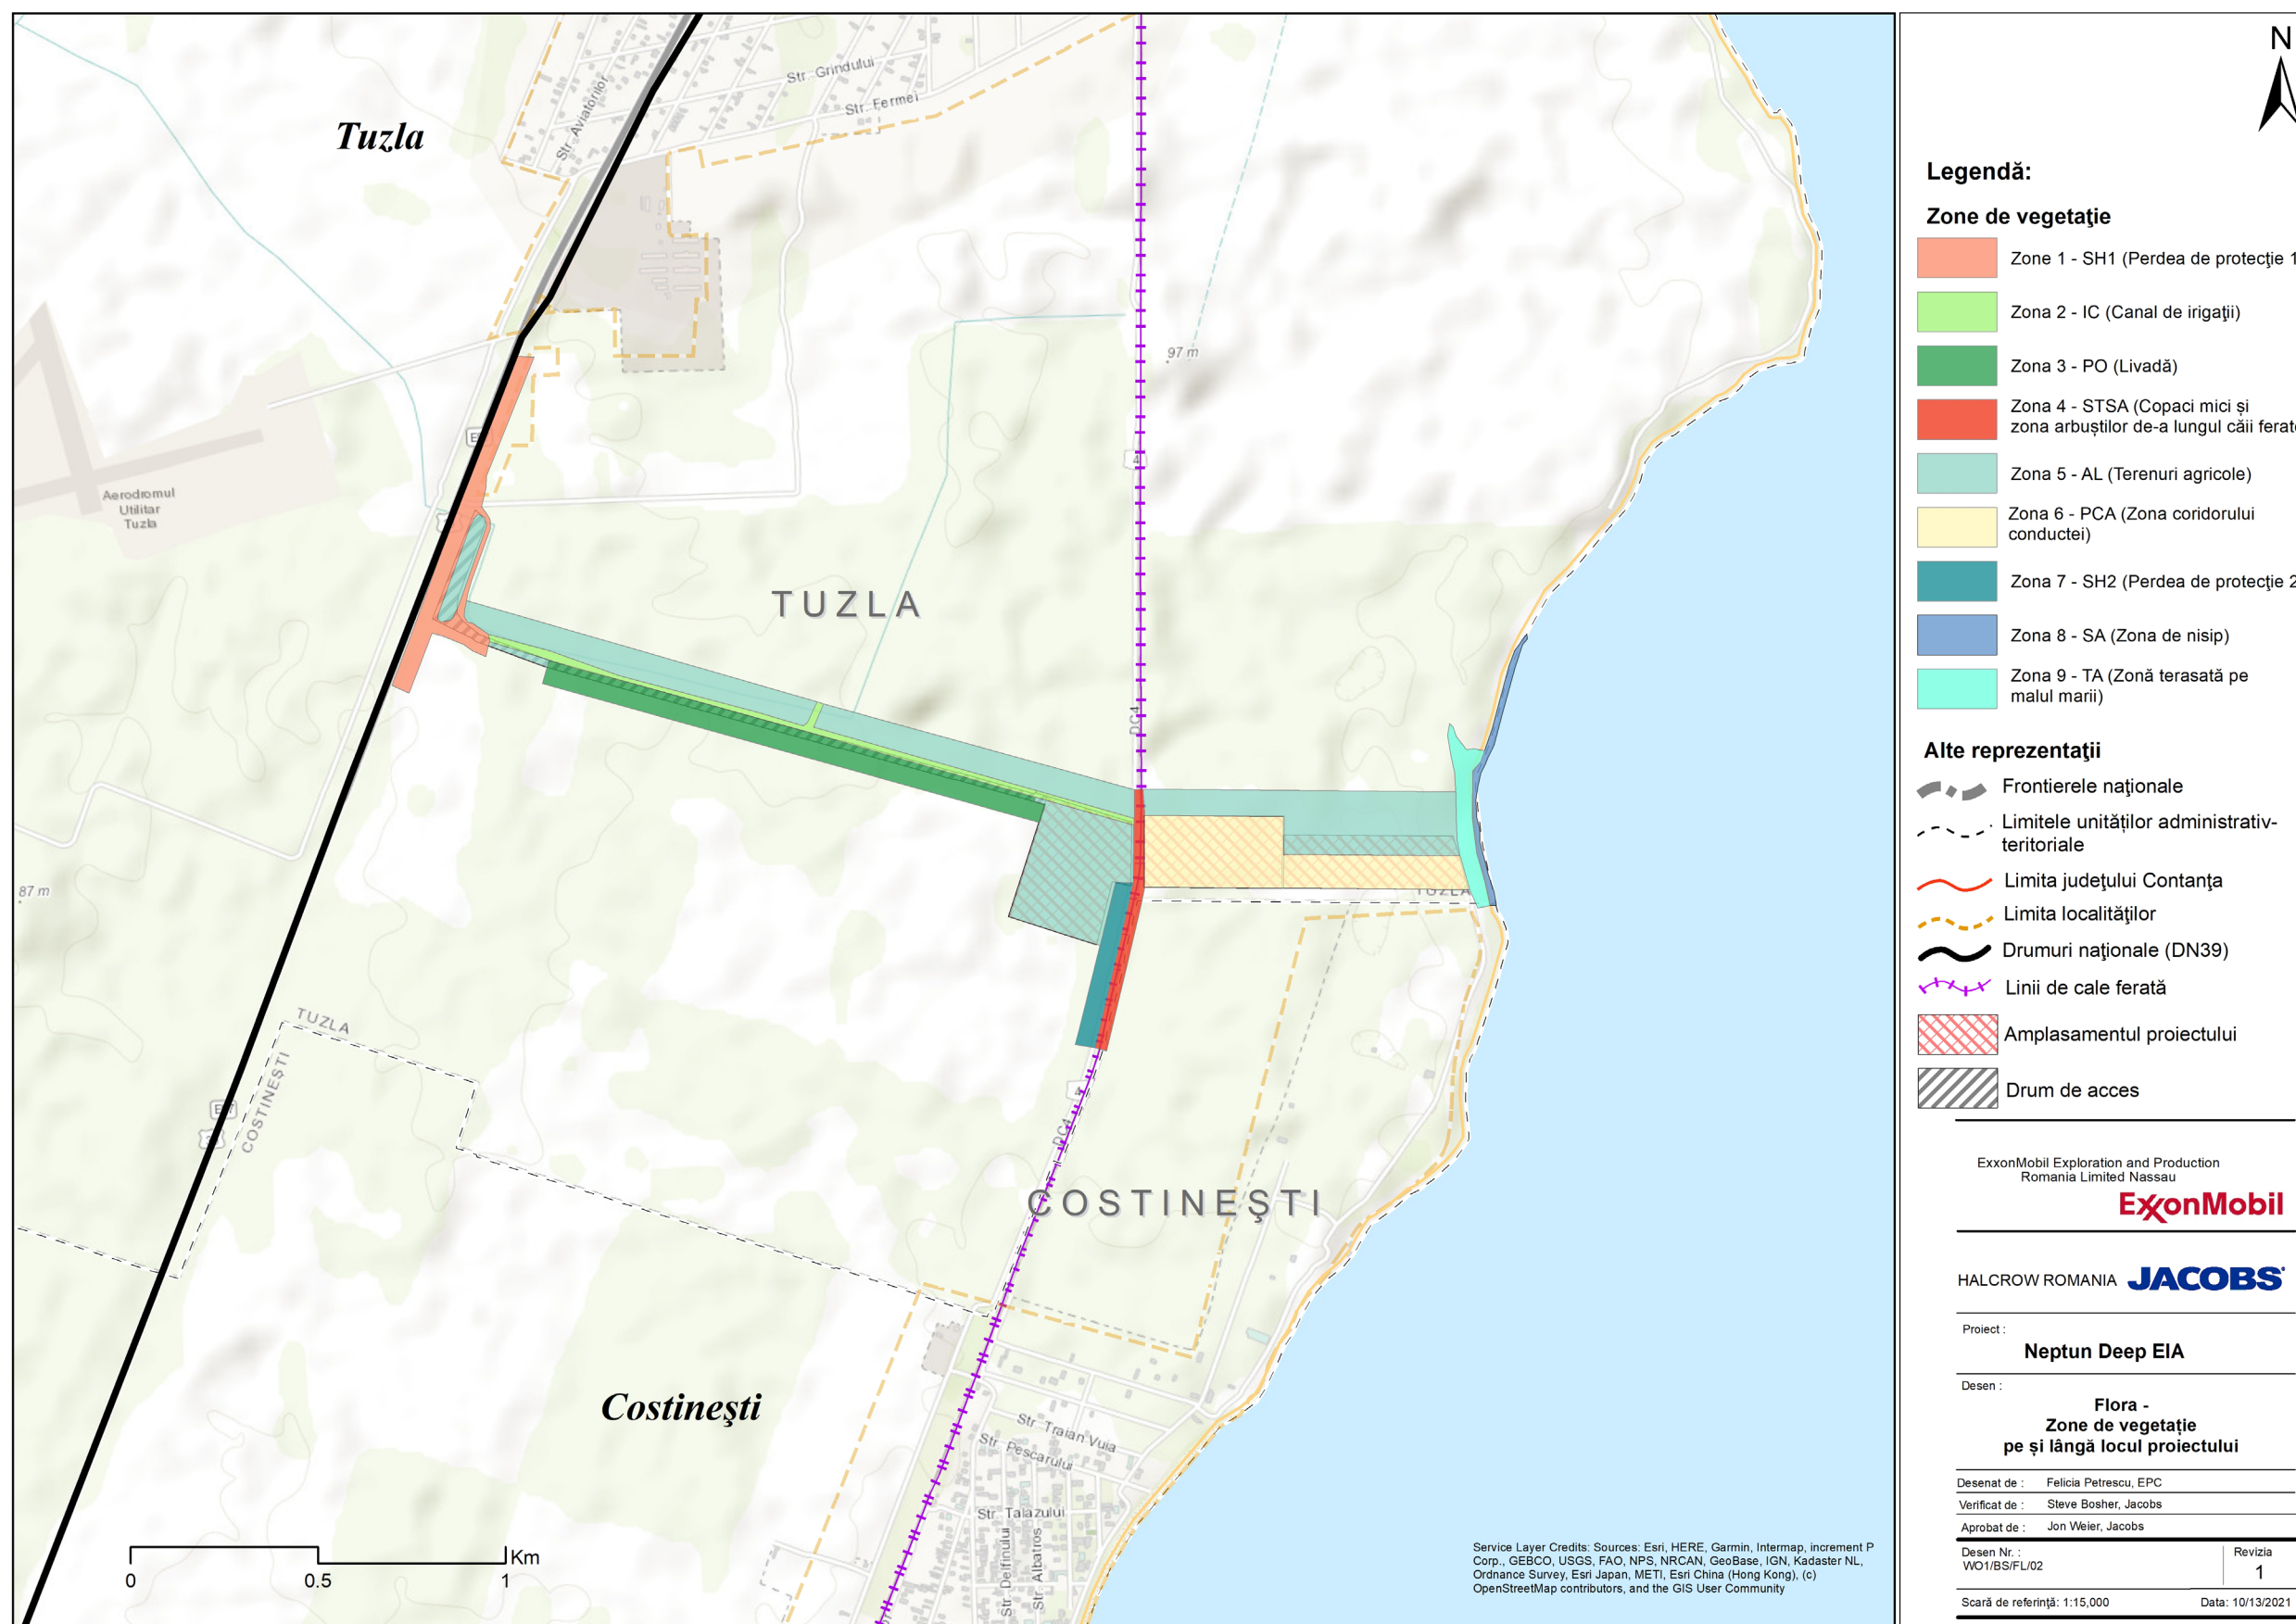 Tuzla
Str. Aviatorilor
Str. Grindului
Str. Fermei
97 m
4
Aerodromul
Utilitar
Tuzla
TUZLA
DC4
87 m
TUZLA
TUZLA
COSTINEŞTI
DC4
COSTINEŞTI
Costineşti
Str. Traian Vuia
Str. Pescarului
Str. Talazului
Str. Delfinului
Str. Albatros
0
0.5
1
Km
Service Layer Credits: Sources: Esri, HERE, Garmin, Intermap, increment P
Corp., GEBCO, USGS, FAO, NPS, NRCAN, GeoBase, IGN, Kadaster NL,
Ordnance Survey, Esri Japan, METI, Esri China (Hong Kong), (c)
OpenStreetMap contributors, and the GIS User Community
N
Legendă:
Zone de vegetaţie
Zone 1 - SH1 (Perdea de protecţie 1
Zona 2 - IC (Canal de irigaţii)
Zona 3 - PO (Livadă)
Zona 4 - STSA (Copaci mici și
zona arbuștilor de-a lungul căii ferate
Zona 5 - AL (Terenuri agricole)
Zona 6 - PCA (Zona coridorului
conductei)
Zona 7 - SH2 (Perdea de protecţie 2
Zona 8 - SA (Zona de nisip)
Zona 9 - TA (Zonă terasată pe
malul marii)
Alte reprezentaţii
Frontierele naţionale
Limitele unităților administrativ-
teritoriale
Limita judeţului Contanţa
Limita localităţilor
Drumuri naţionale (DN39)
Linii de cale ferată
Amplasamentul proiectului
Drum de acces
ExxonMobil Exploration and Production
Romania Limited Nassau
ExxonMobil
HALCROW ROMANIA JACOBS
Proiect :
Neptun Deep EIA
Desen :
Flora -
Zone de vegetație
pe și lângă locul proiectului
Desenat de : Felicia Petrescu, EPC
Verificat de : Steve Bosher, Jacobs
Aprobat de : Jon Weier, Jacobs
Desen Nr. :
WO1/BS/FL/02
Revizia
1
Scară de referință: 1:15,000
Data: 10/13/2021